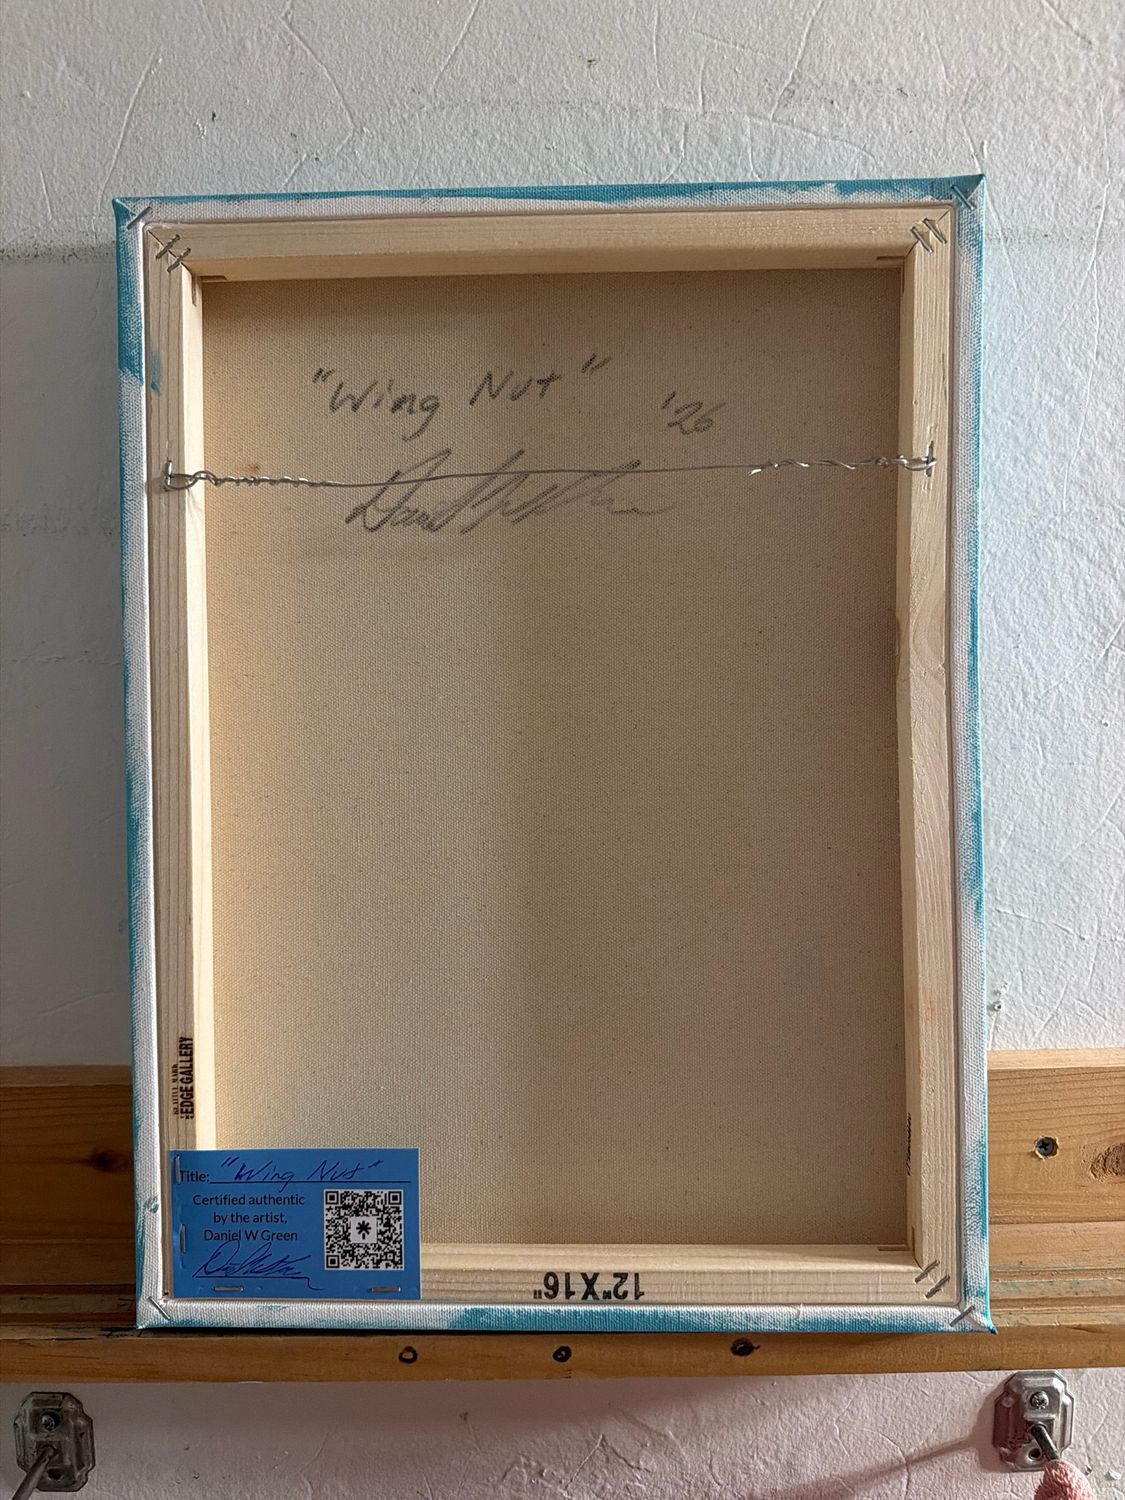 "Wing Nut"
'26
EDGE GALLERY
Title: "Wing Nut"
Certified authentic
by the artist,
Daniel W Green
12"X16"